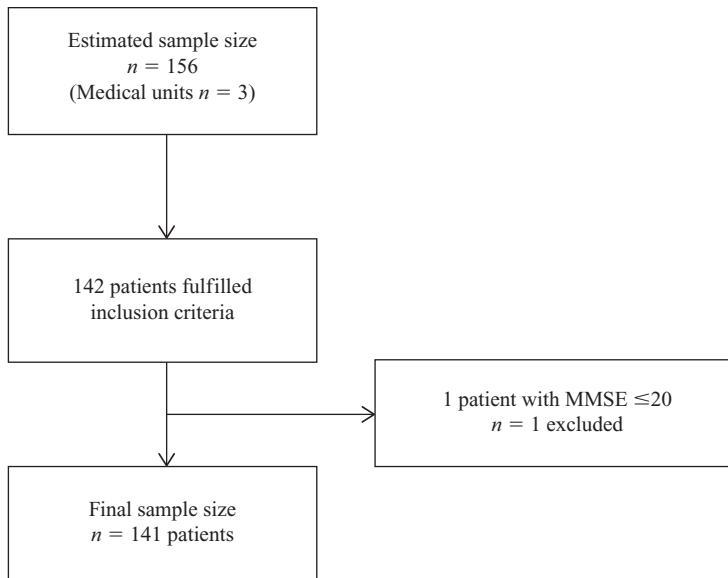 Estimated sample size
n = 156
(Medical units n = 3)
142 patients fulfilled
inclusion criteria
1 patient with MMSE ≤20
n = 1 excluded
Final sample size
n = 141 patients